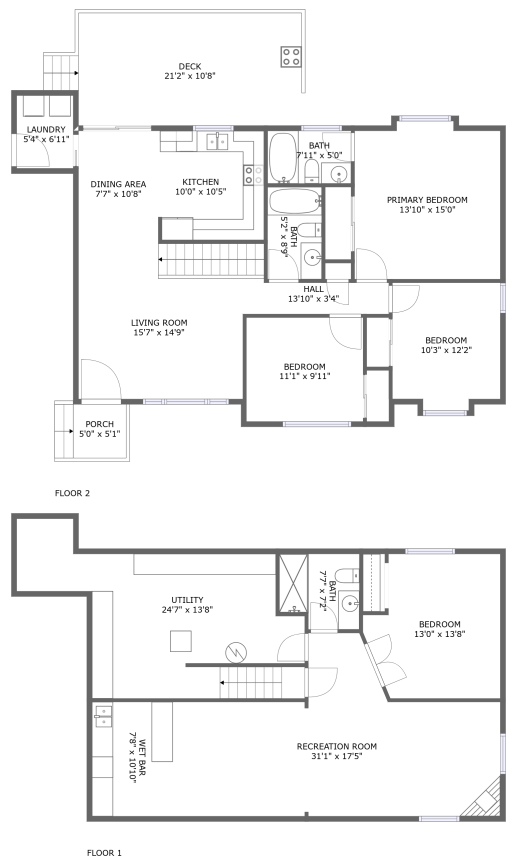 DECK
21'2" x 10'8"
LAUNDRY
5'4" x 6'11"
BATH
7'11" x 5'0"
DINING AREA
7'7" x 10'8"
KITCHEN
10'0" x 10'5"
PRIMARY BEDROOM
13'10" x 15'0"
BATH
5'2" x 8'9"
HALL
13'10" x 3'4"
LIVING ROOM
15'7" x 14'9"
BEDROOM
10'3" x 12'2"
BEDROOM
11'1" x 9'11"
PORCH
5'0" x 5'1"
FLOOR 2
BATH
7'7" x 7'2"
UTILITY
24'7" x 13'8"
BEDROOM
13'0" x 13'8"
WET BAR
7'8" x 10'10"
RECREATION ROOM
31'1" x 17'5"
FLOOR 1